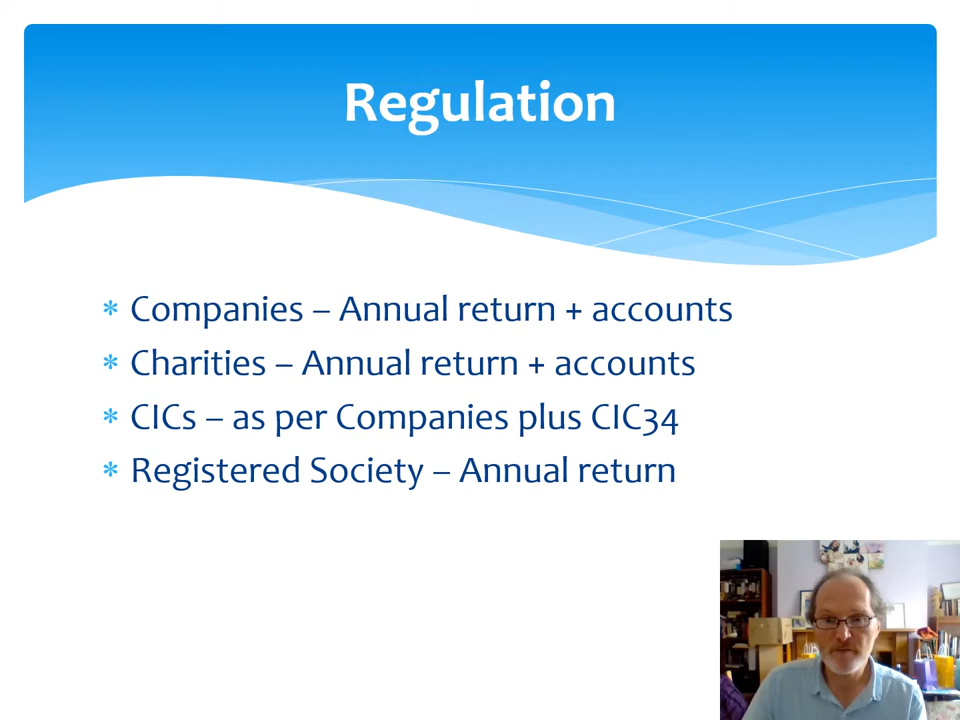 Regulation
* Companies – Annual return + accounts
* Charities – Annual return + accounts
* CICs – as per Companies plus CIC34
* Registered Society – Annual return